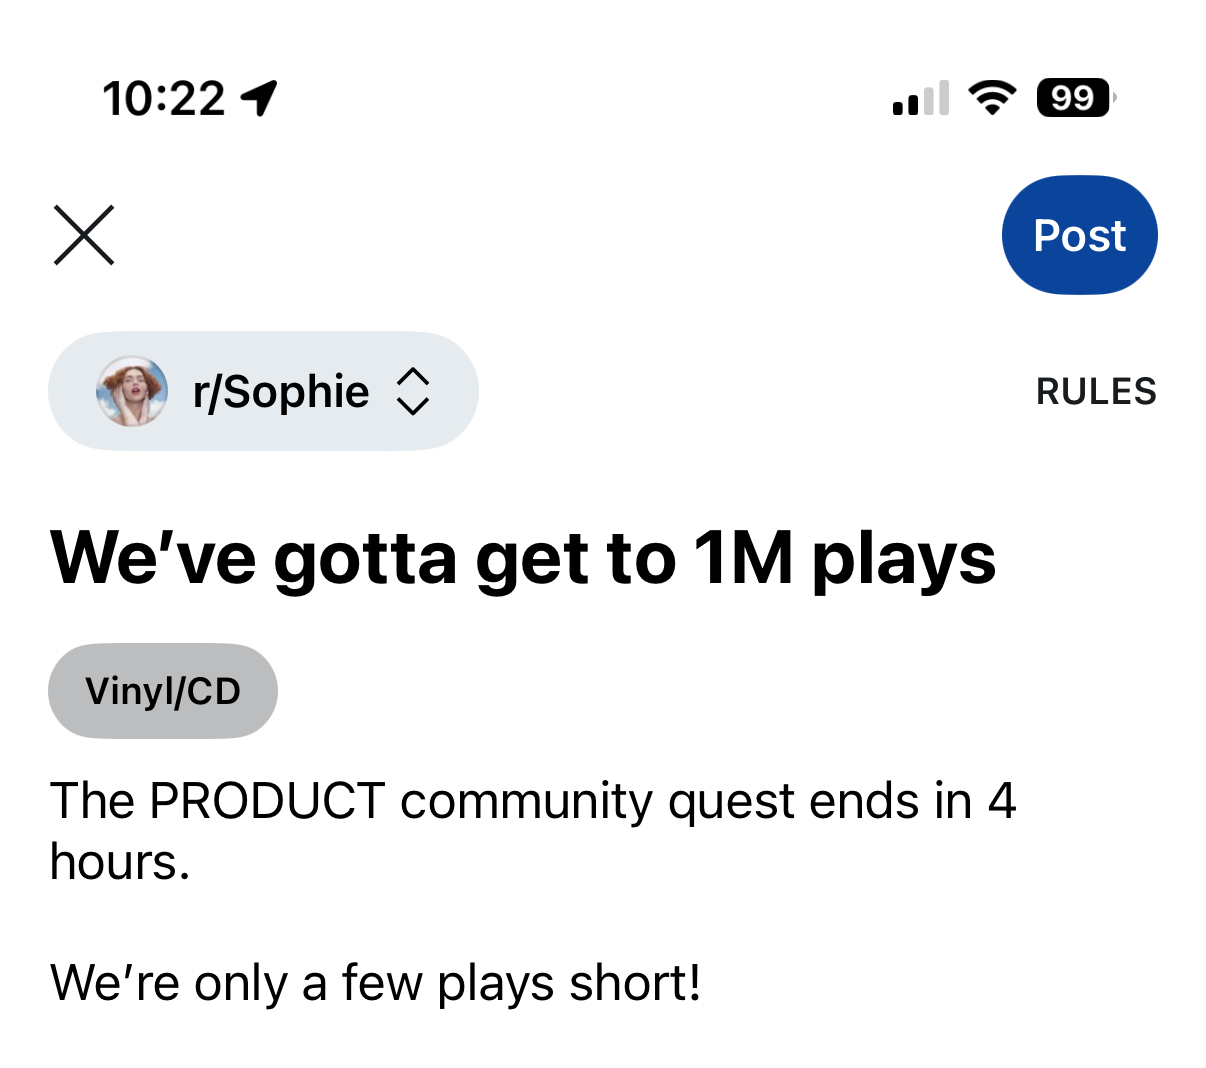 10:22
99
Post
r/Sophie
RULES
We’ve gotta get to 1M plays
Vinyl/CD
The PRODUCT community quest ends in 4
hours.
We’re only a few plays short!